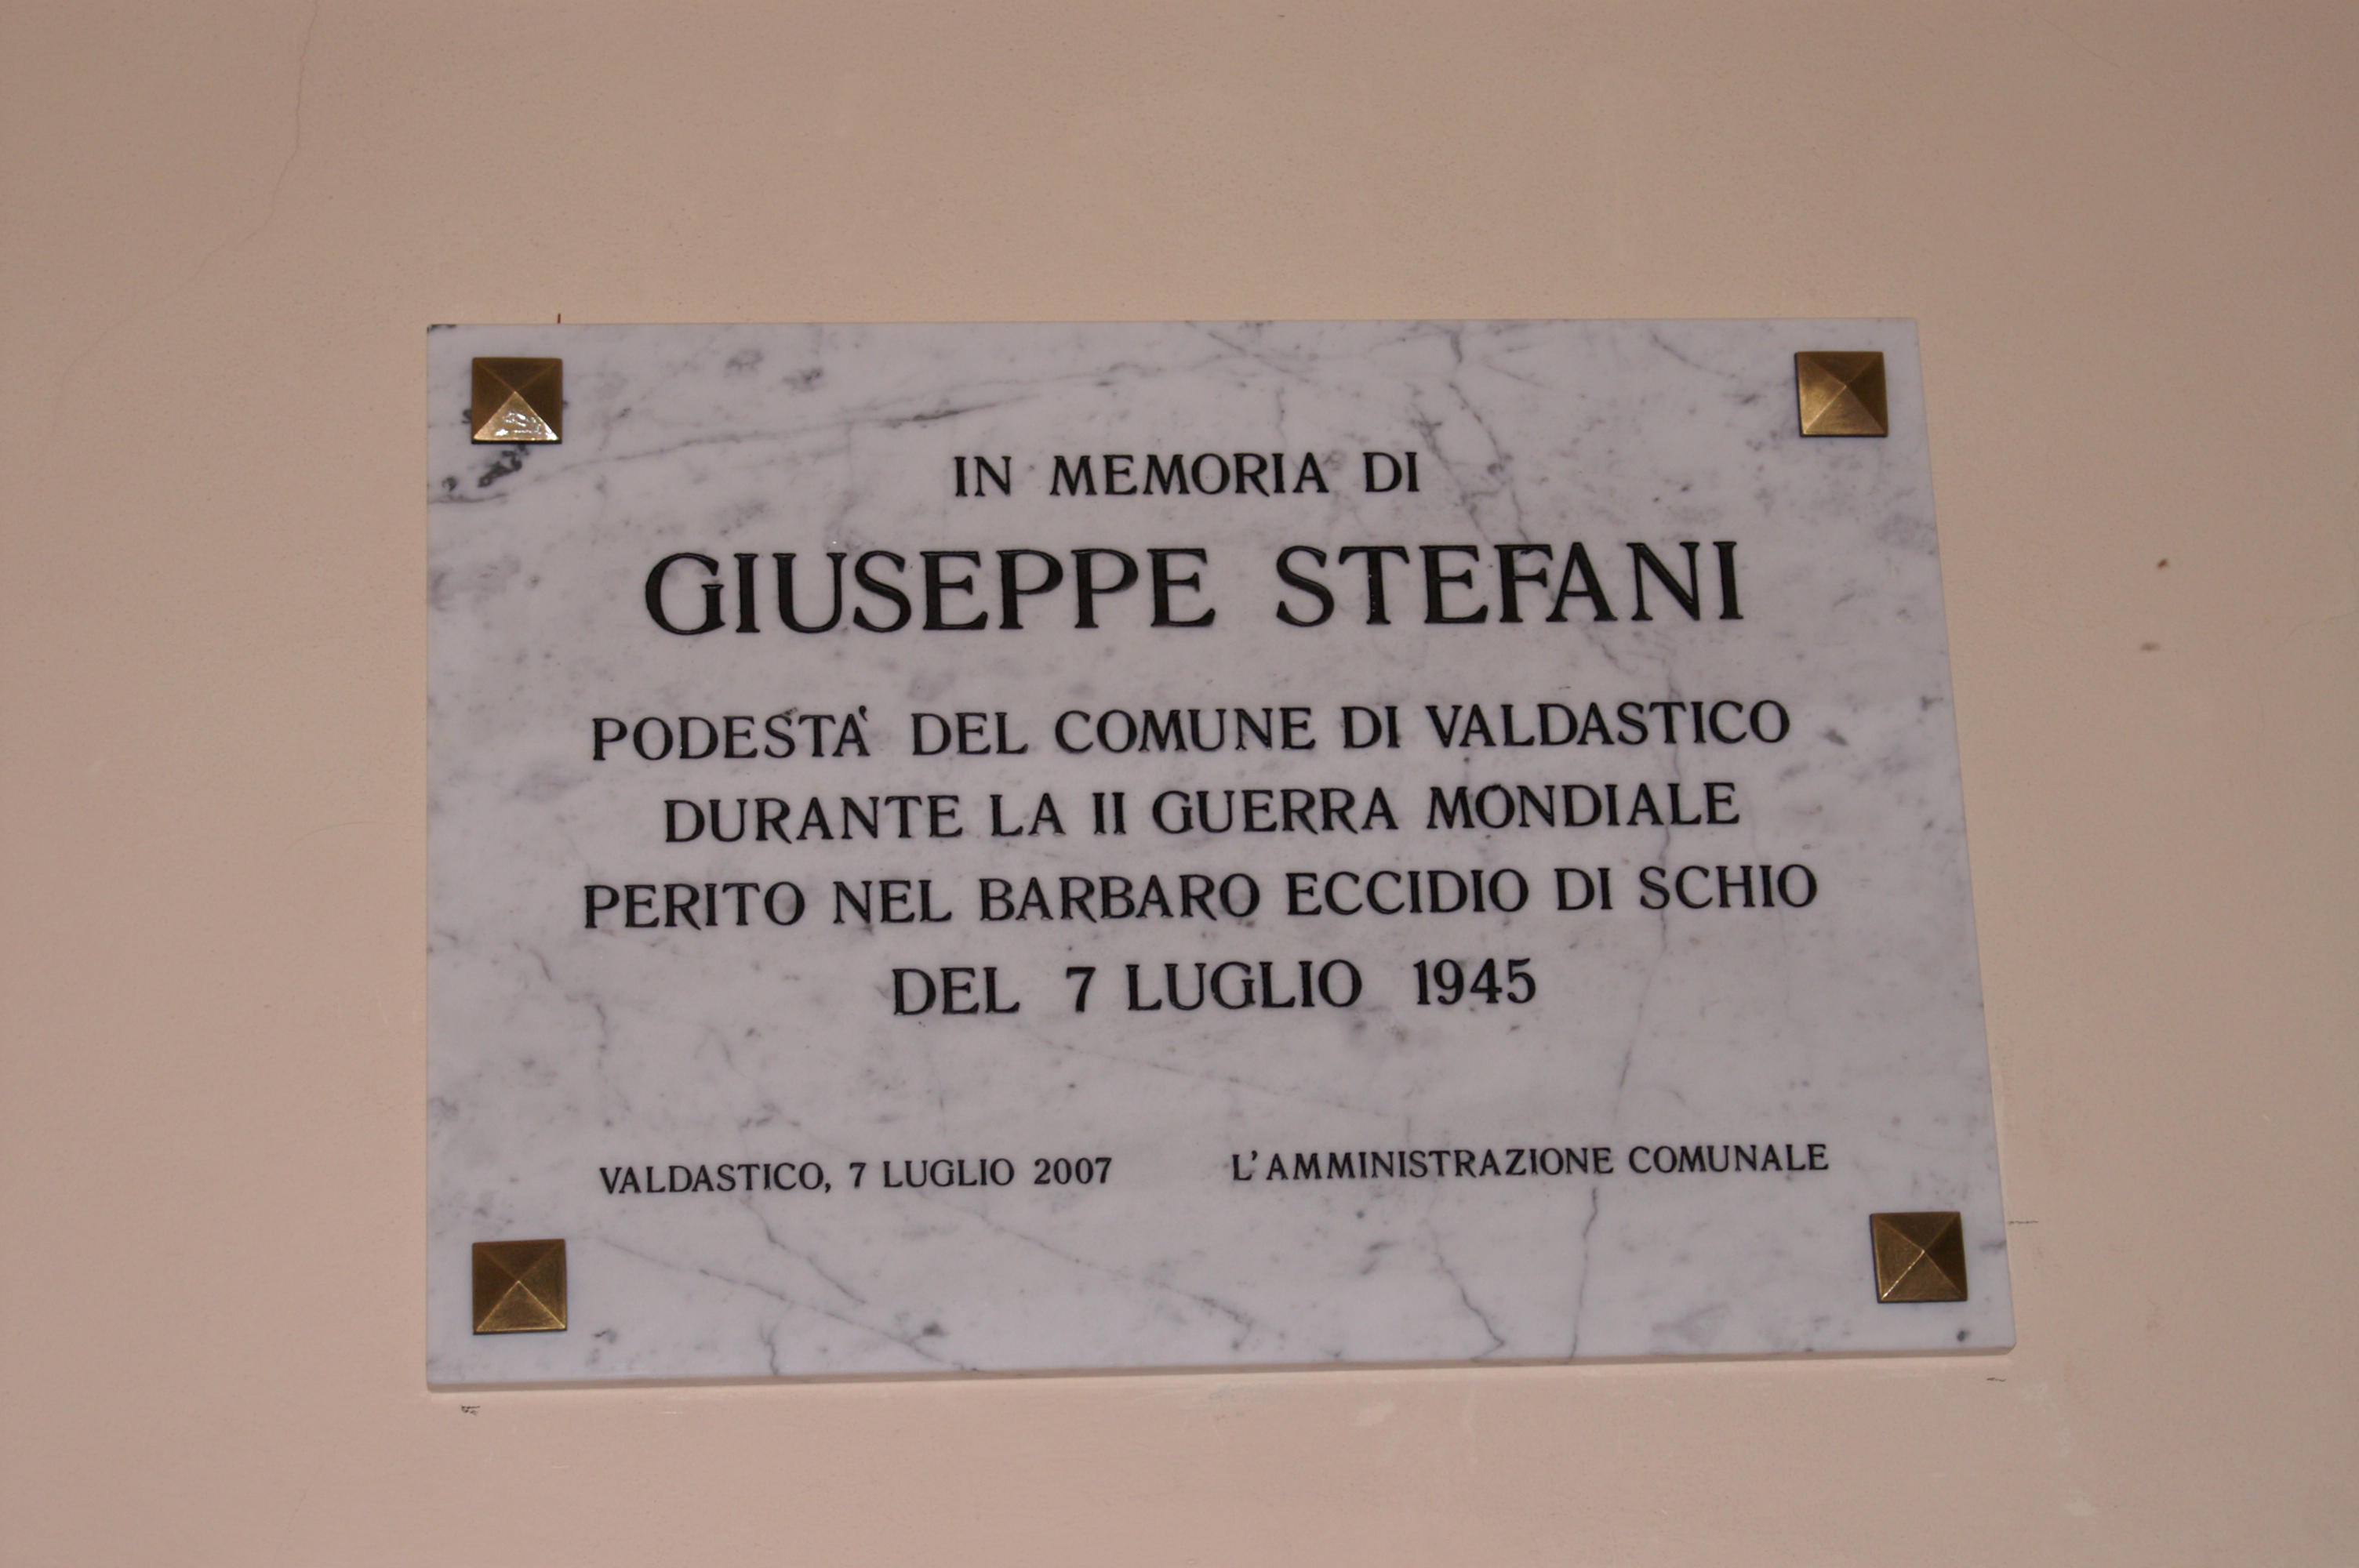 IN MEMORIA DI
GIUSEPPE STEFANI
PODESTA' DEL COMUNE DI VALDASTICO
DURANTE LA II GUERRA MONDIALE
PERITO NEL BARBARO ECCIDIO DI SCHIO
DEL 7 LUGLIO 1945
VALDASTICO, 7 LUGLIO 2007 L'AMMINISTRAZIONE COMUNALE